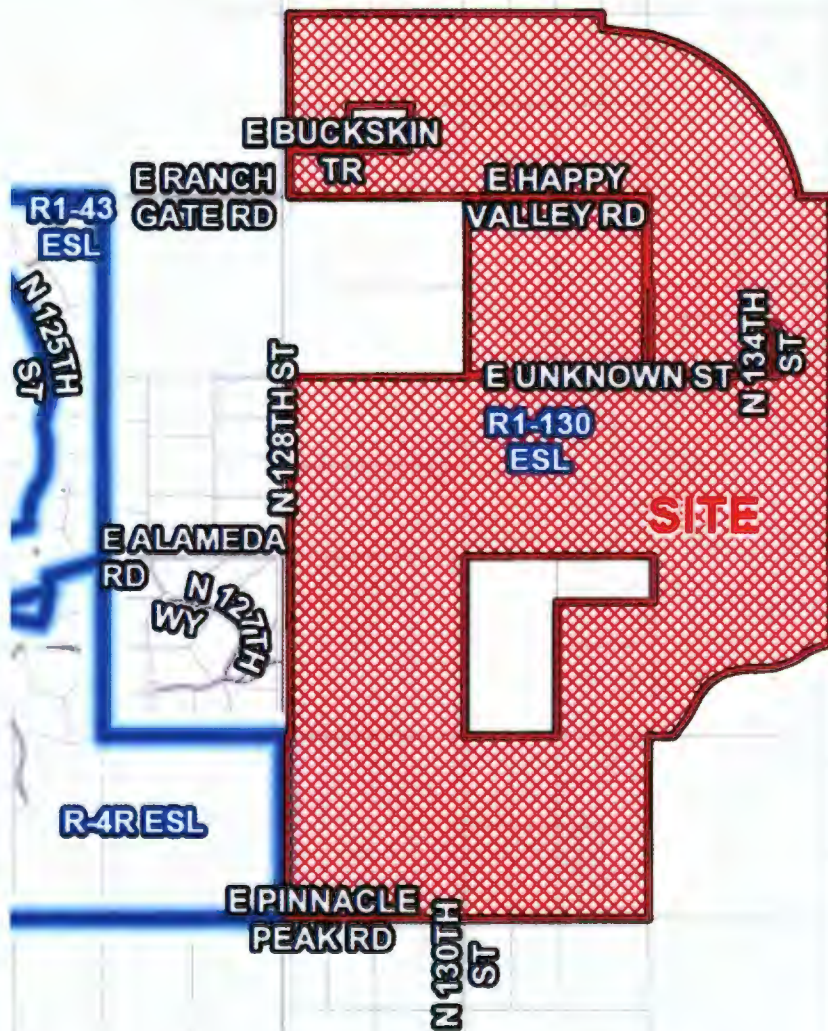 E BUCKSKIN
TR
E RANCH
GATE RD
E HAPPY
VALLEY RD
R1-43
ESL
N 125TH
ST
N 128TH ST
E UNKNOWN ST
N 134TH
ST
R1-130
ESL
SITE
E ALAMEDA
RD
N 127TH
WY
R-4R ESL
E PINNACLE
PEAK RD
N 130TH
ST